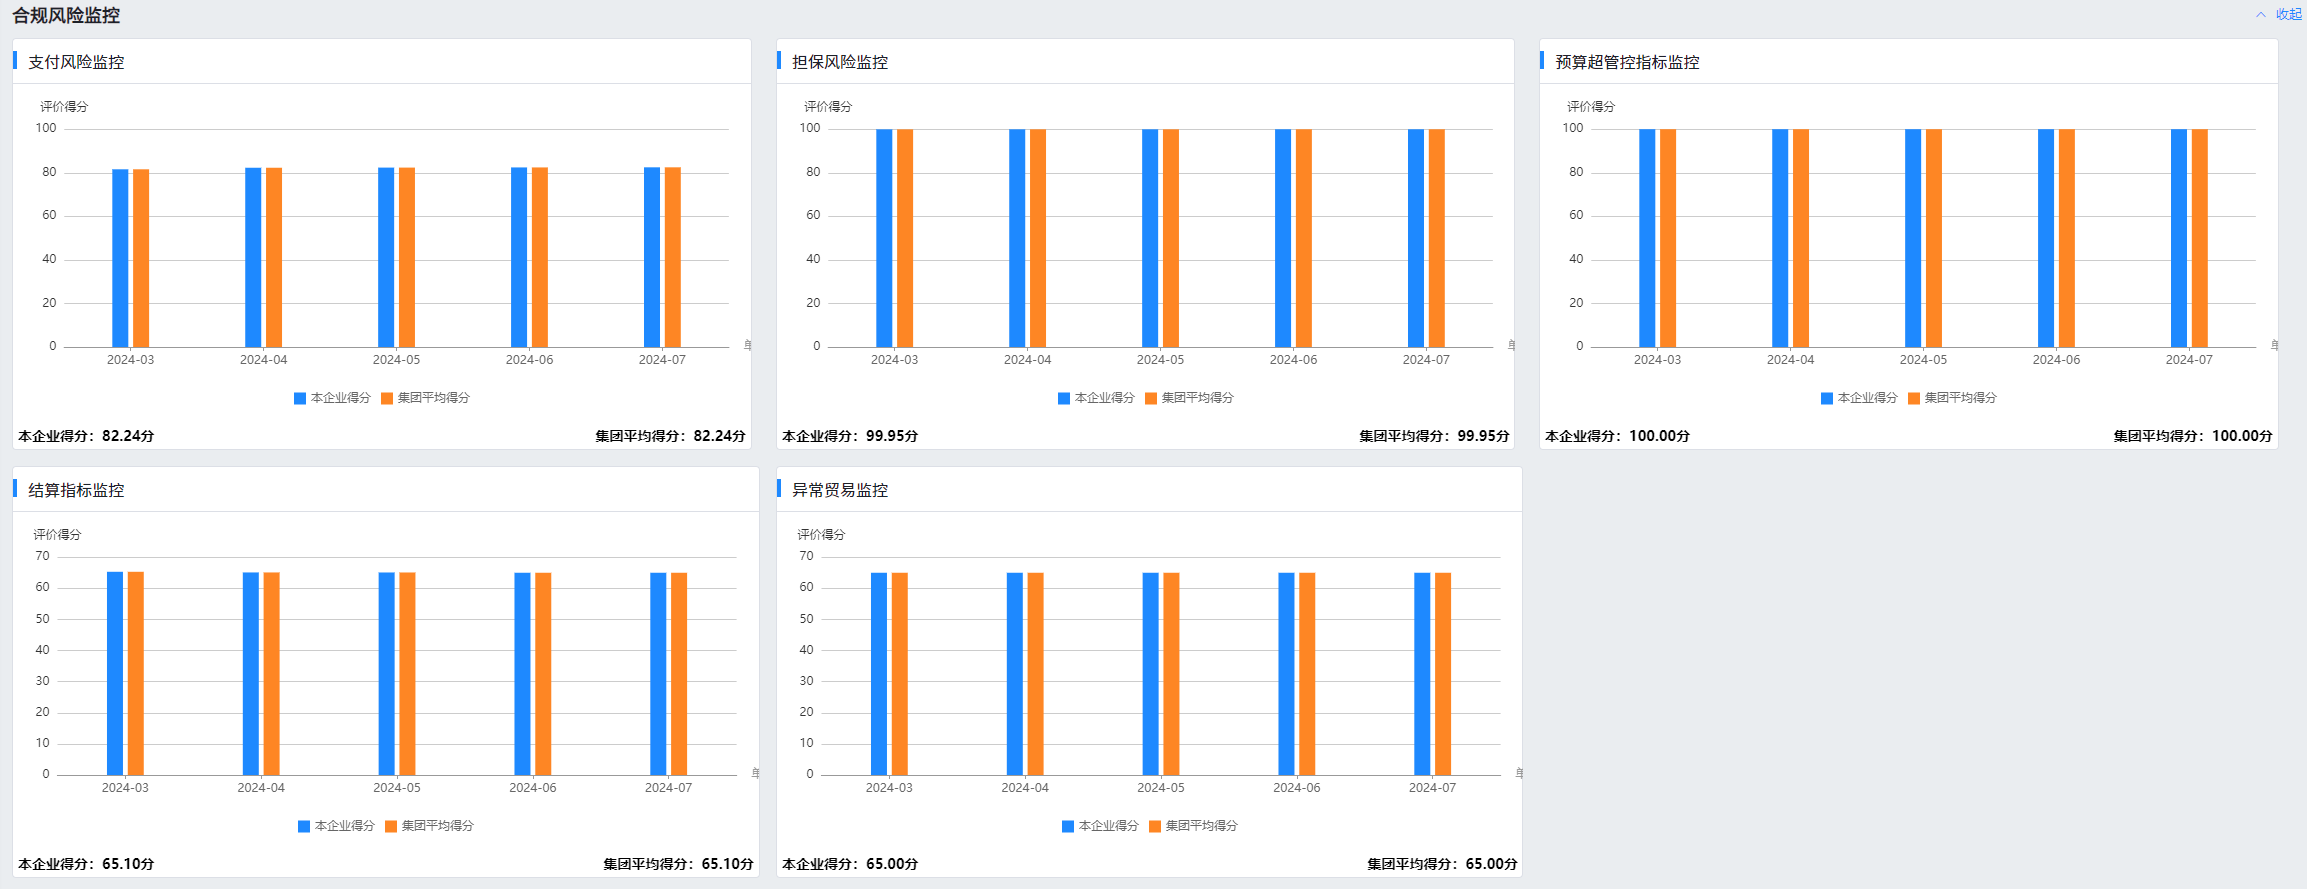 合规风险监控
收起
支付风险监控
评价得分
100
80
60
40
20
0
2024-03 2024-04 2024-05 2024-06 2024-07
本企业得分 集团平均得分
本企业得分：82.24分 集团平均得分：82.24分
担保风险监控
评价得分
100
80
60
40
20
0
2024-03 2024-04 2024-05 2024-06 2024-07
本企业得分 集团平均得分
本企业得分：99.95分 集团平均得分：99.95分
预算超管控指标监控
评价得分
100
80
60
40
20
0
2024-03 2024-04 2024-05 2024-06 2024-07
本企业得分 集团平均得分
本企业得分：100.00分 集团平均得分：100.00分
结算指标监控
评价得分
70
60
50
40
30
20
10
0
2024-03 2024-04 2024-05 2024-06 2024-07
本企业得分 集团平均得分
本企业得分：65.10分 集团平均得分：65.10分
异常贸易监控
评价得分
70
60
50
40
30
20
10
0
2024-03 2024-04 2024-05 2024-06 2024-07
本企业得分 集团平均得分
本企业得分：65.00分 集团平均得分：65.00分